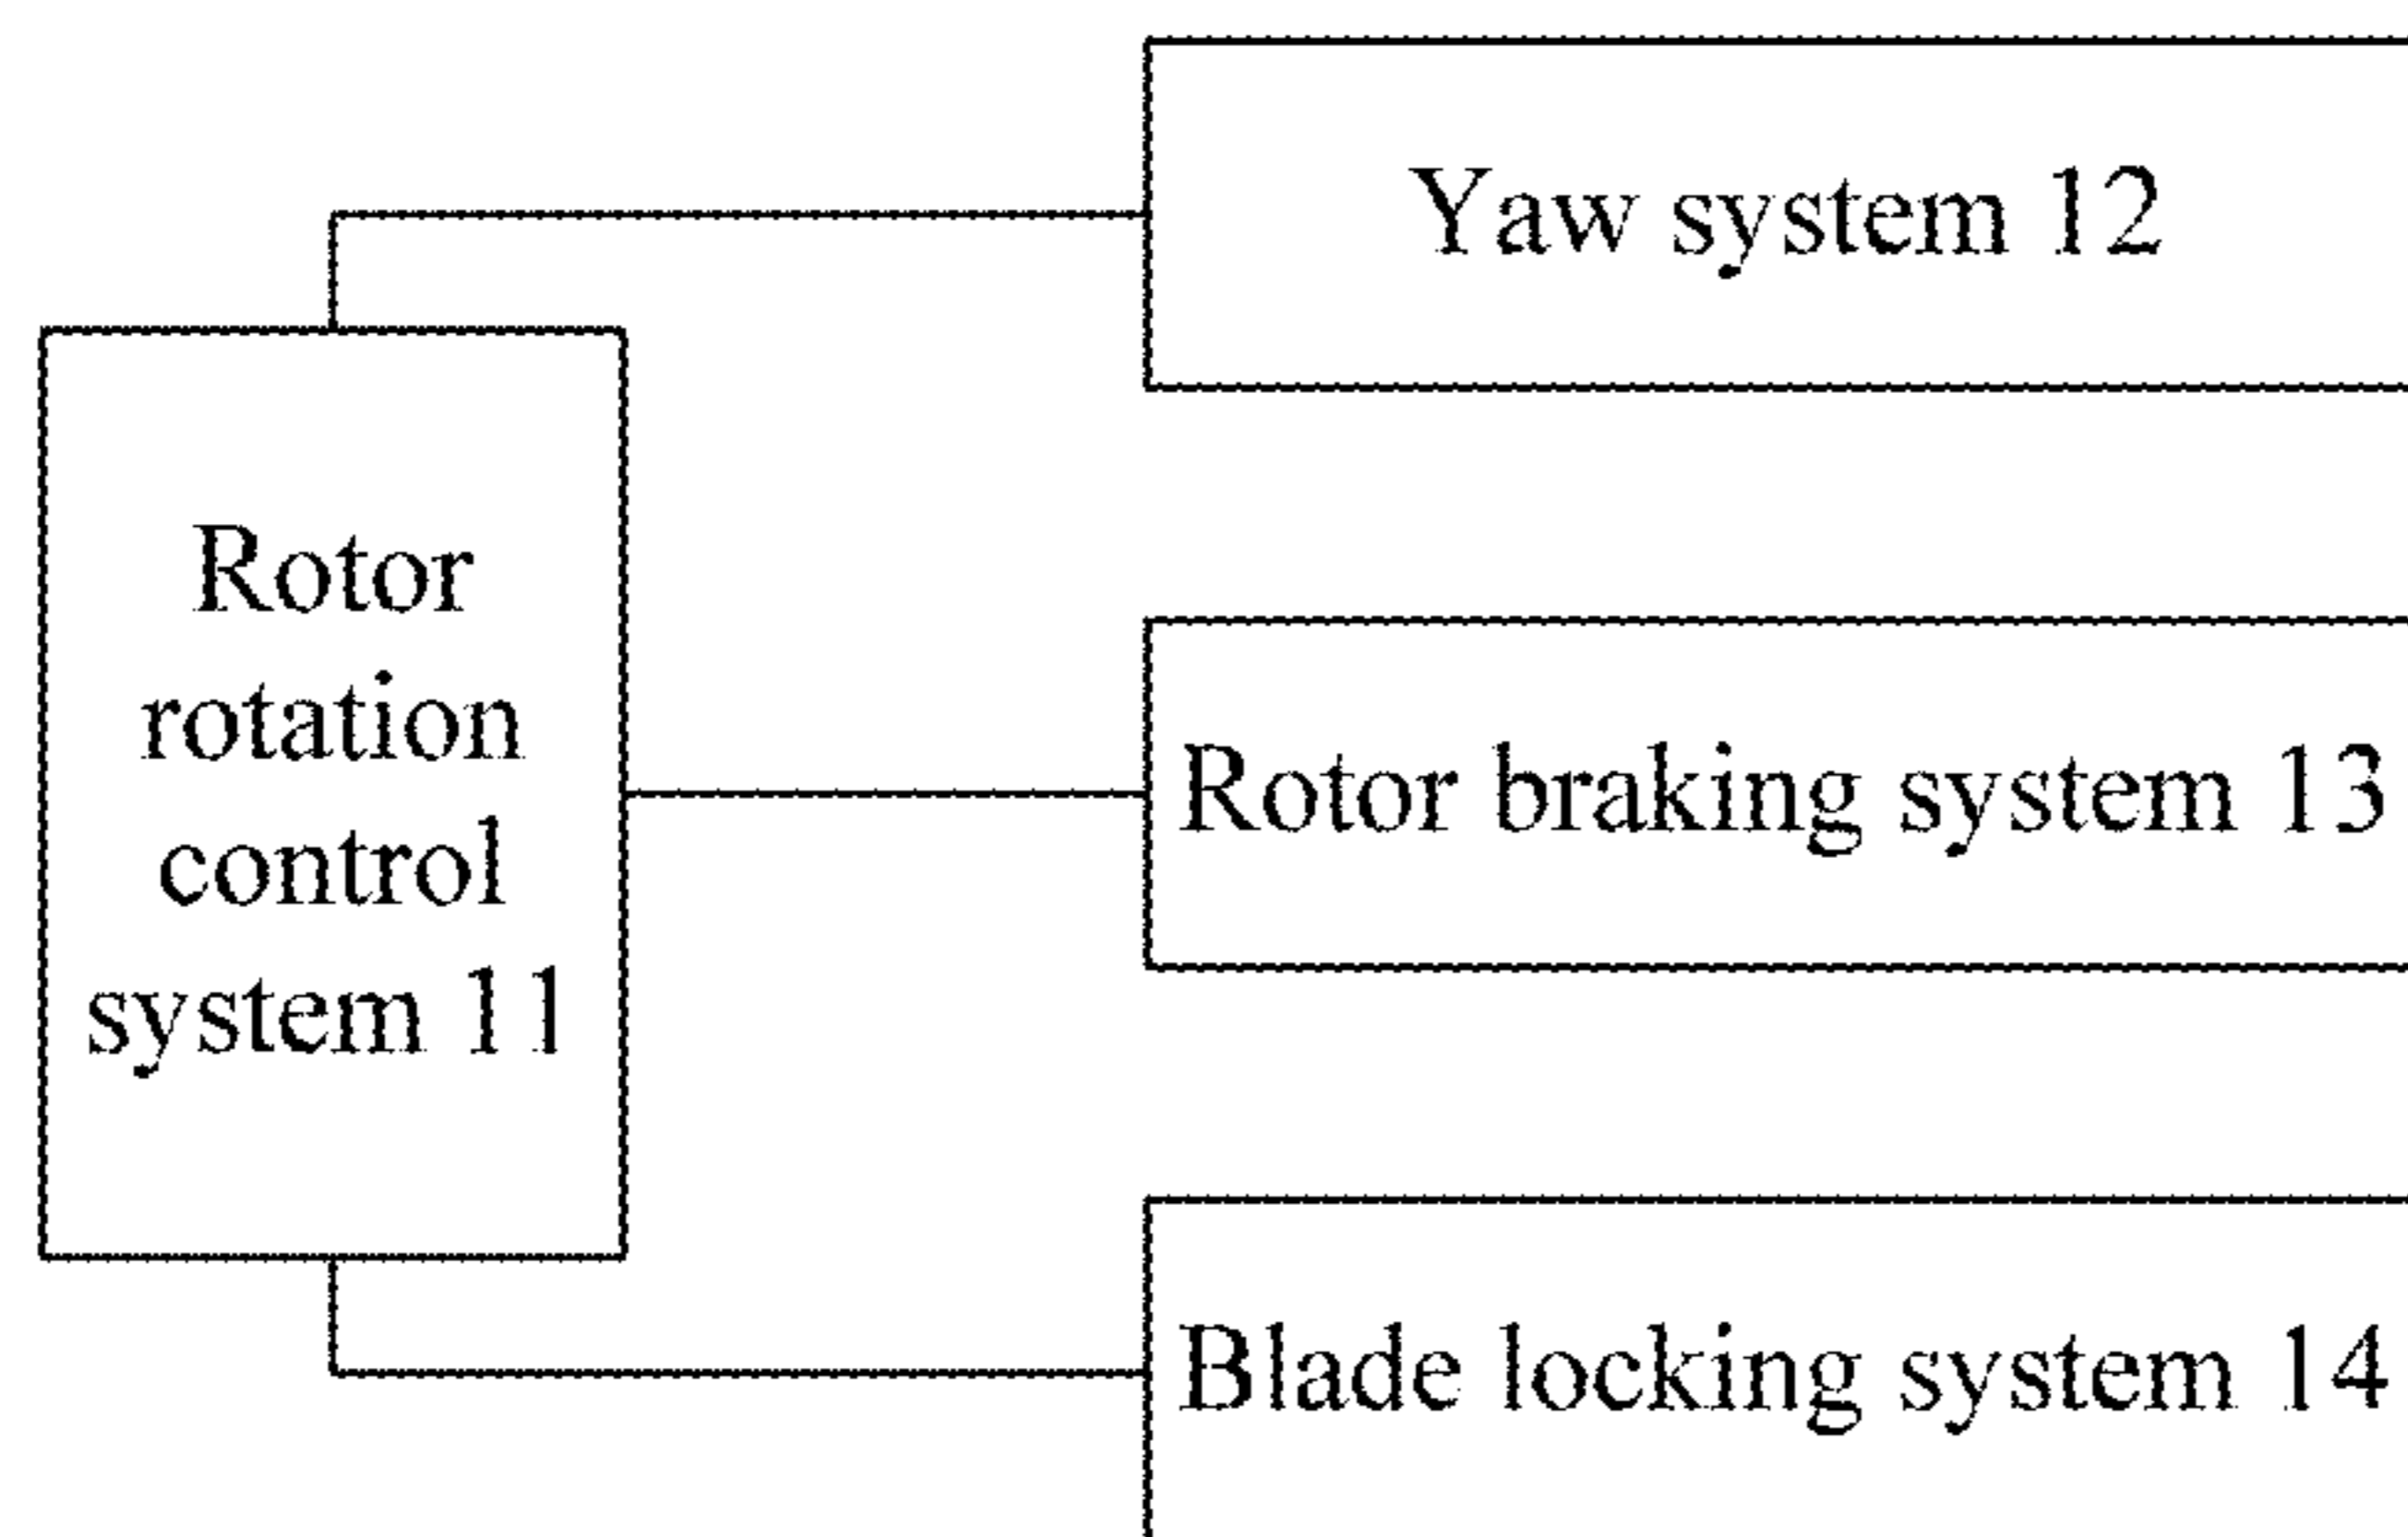 Yaw system 12
Rotor
rotation
control
system 11
Rotor braking system 13
Blade locking system 14